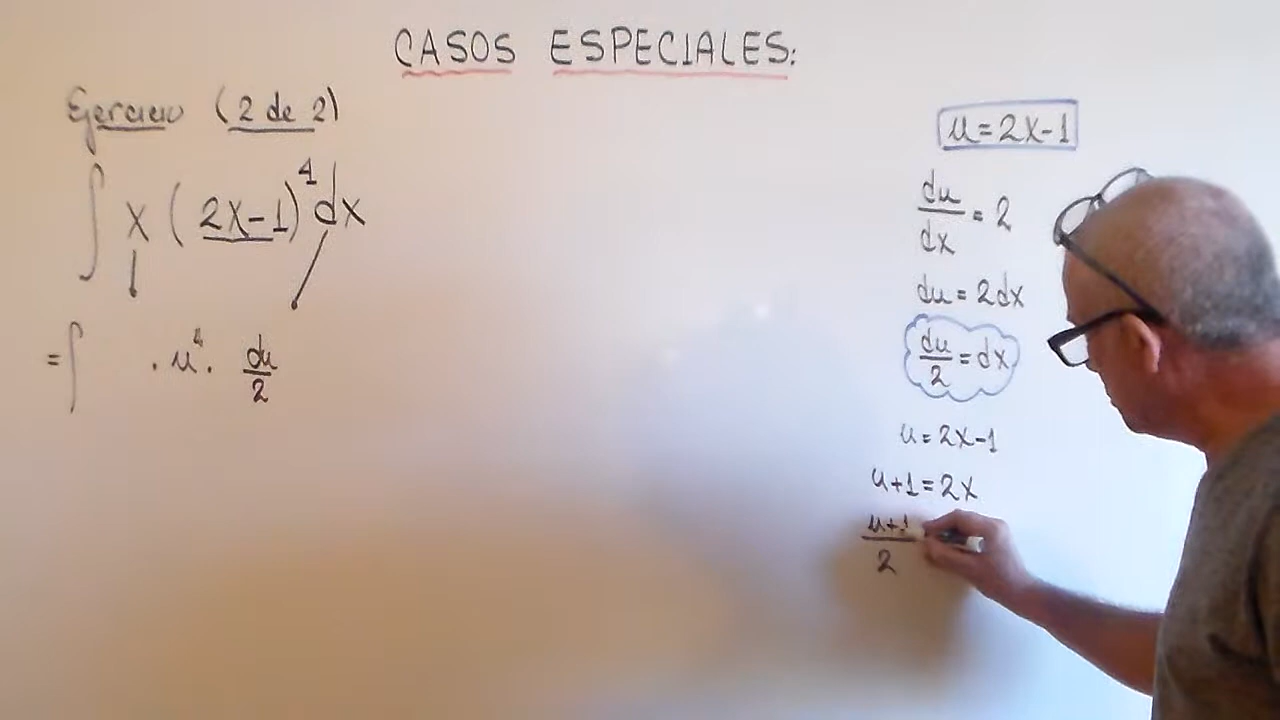 CASOS ESPECIALES:
Ejercicio (2 de 2)
∫ x (2x-1)⁴ dx
= ∫ · u⁴ · du/2
u=2x-1
du/dx = 2
du = 2dx
du/2 = dx
u=2x-1
u+1=2x
u+1/2